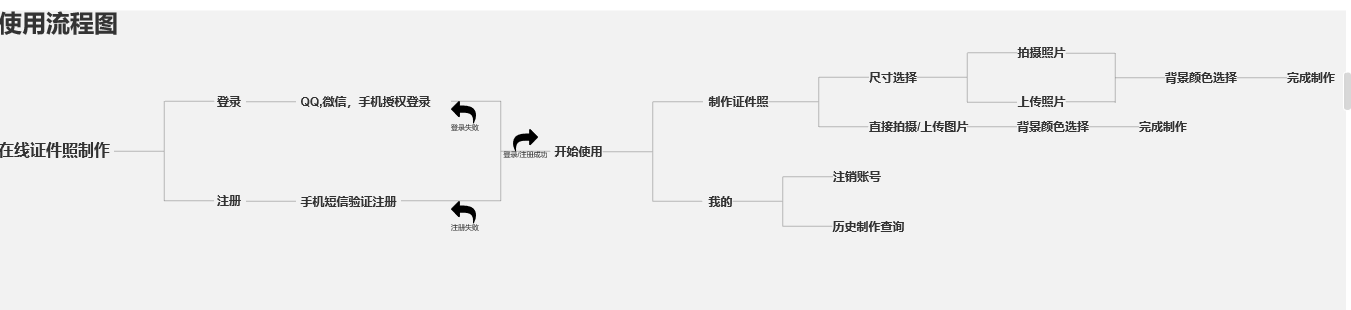 使用流程图
拍摄照片
尺寸选择
背景颜色选择
完成制作
登录
QQ,微信，手机授权登录
制作证件照
上传照片
登录失败
直接拍摄/上传图片
背景颜色选择
完成制作
在线证件照制作
登录/注册成功
开始使用
注销账号
注册
手机短信验证注册
我的
注册失败
历史制作查询